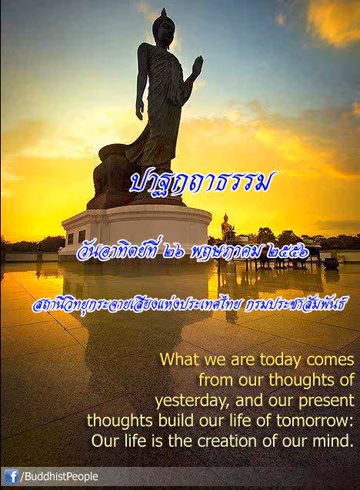 ปาฐกถาธรรม
วันอาทิตย์ที่ ๒๖ พฤษภาคม ๒๕๕๖
สถานีวิทยุกระจายเสียงแห่งประเทศไทย กรมประชาสัมพันธ์
What we are today comes
from our thoughts of
yesterday, and our present
thoughts build our life of tomorrow:
Our life is the creation of our mind.
f /BuddhistPeople